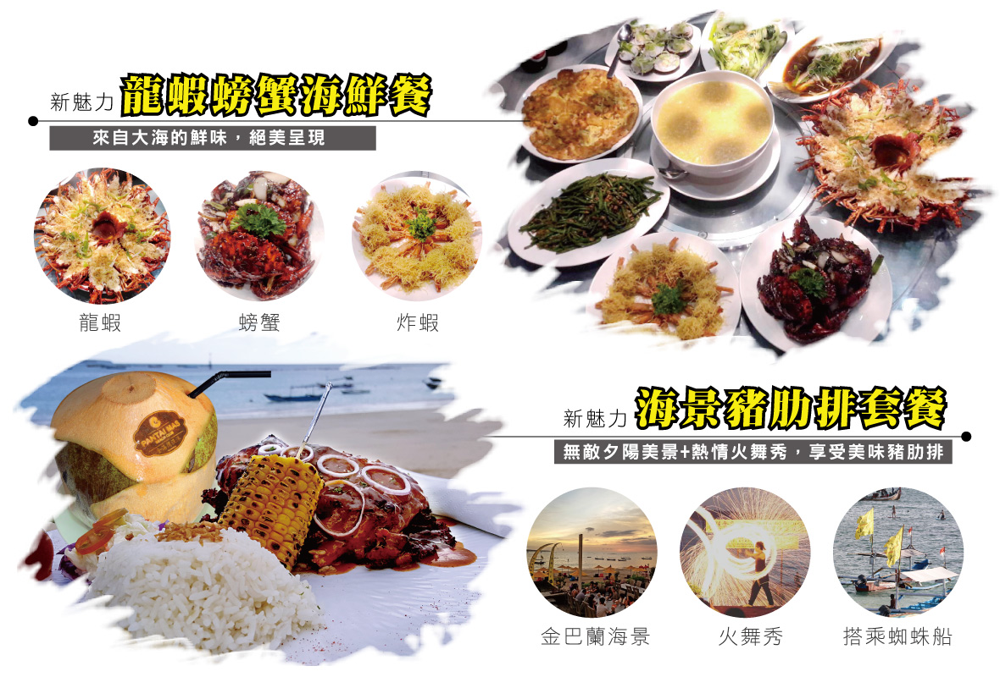 新魅力 龍蝦螃蟹海鮮餐
來自大海的鮮味，絕美呈現
龍蝦
螃蟹
炸蝦
PANTAI MAS
新魅力 海景豬肋排套餐
無敵夕陽美景+熱情火舞秀，享受美味豬肋排
金巴蘭海景
火舞秀
搭乘蜘蛛船